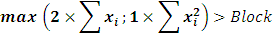 max (2 × ∑ xᵢ ; 1 × ∑ xᵢ²) > Block